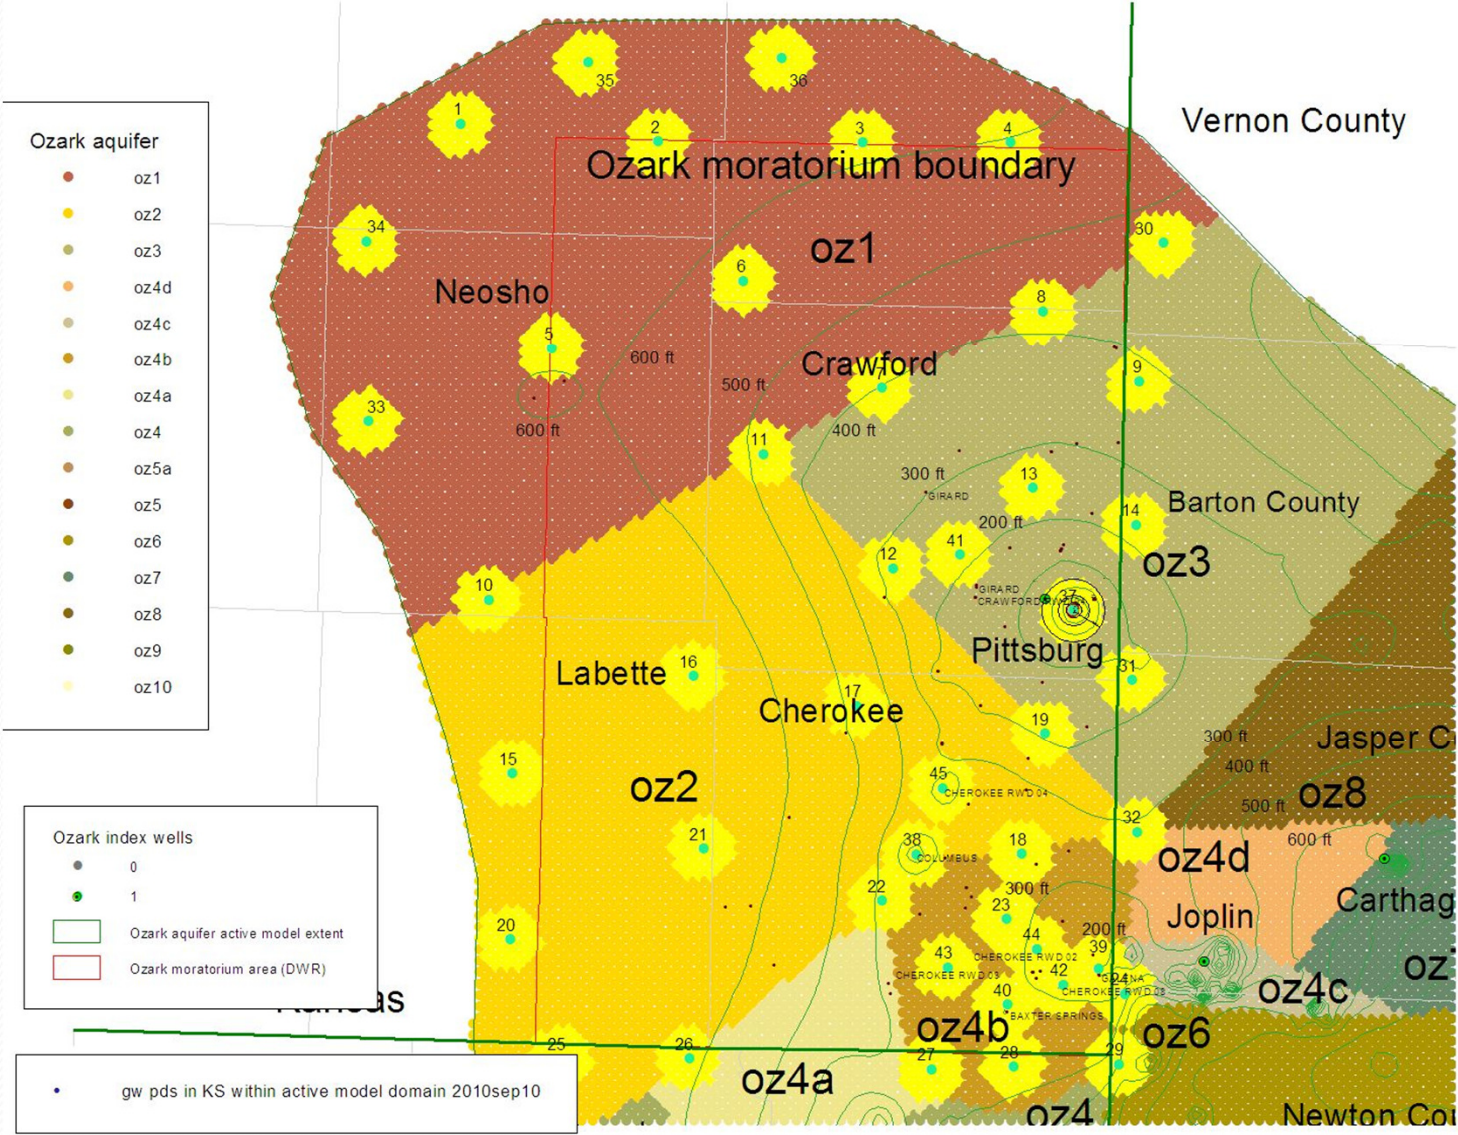 Vernon County
Ozark aquifer
oz1
oz2
oz3
oz4d
oz4c
oz4b
oz4a
oz4
oz5a
oz5
oz6
oz7
oz8
oz9
oz10
35
36
1
2
3
4
Ozark moratorium boundary
34
30
oz1
6
Neosho
8
5
600 ft
Crawford
9
7
500 ft
33
600 ft
400 ft
11
300 ft
13
GIRARD
Barton County
14
200 ft
41
12
oz3
10
GIRARD
37
Pittsburg
16
Labette
31
17
Cherokee
19
300 ft
Jasper C
15
400 ft
45
oz2
CHEROKEE RWD 04
oz8
500 ft
32
21
38
18
600 ft
COLUMBUS
oz4d
22
300 ft
Carthag
23
Joplin
20
44
200 ft
39
43
CHEROKEE RWD 02
oz
CHEROKEE RWD 03
42
24
40
CHEROKEE RWD 08
oz4c
BAXTER SPRINGS
oz4b
oz6
25
26
27
28
29
oz4a
oz4
Newton Cou
Ozark index wells
0
1
Ozark aquifer active model extent
Ozark moratorium area (DWR)
gw pds in KS within active model domain 2010sep10